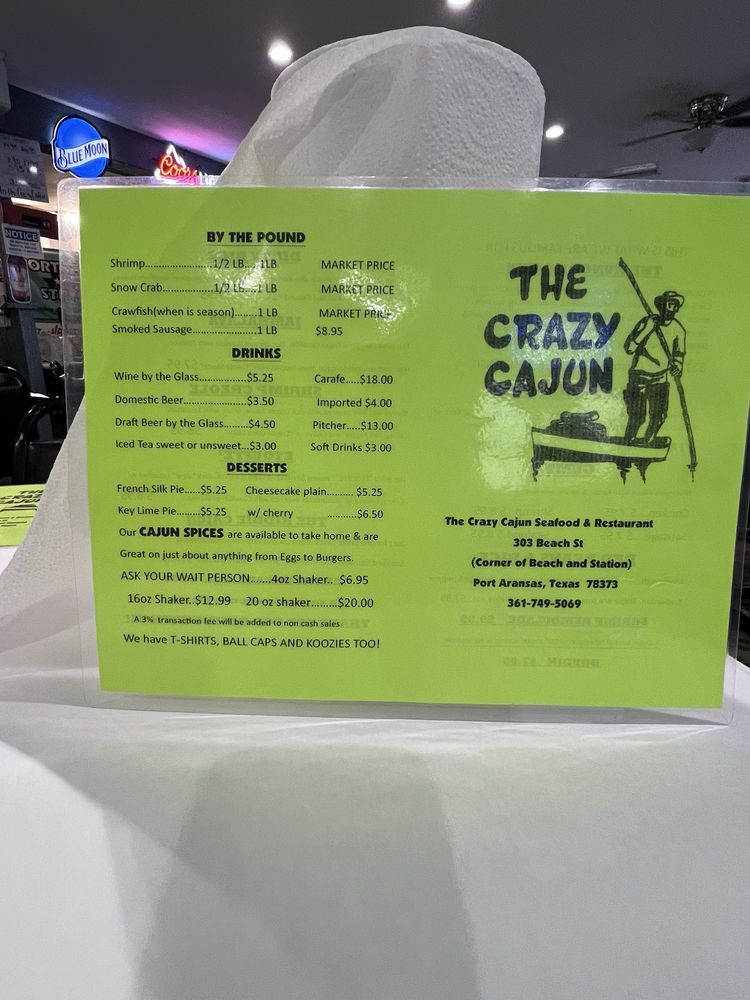 BLUE MOON
Coors
NOTICE
BY THE POUND
Shrimp.......................1/2 LB.... 1LB MARKET PRICE
Snow Crab...................1/2 LB....1 LB MARKET PRICE
Crawfish(when is season)........1 LB MARKET PRICE
Smoked Sausage......................1 LB $8.95
DRINKS
Wine by the Glass................$5.25 Carafe.....$18.00
Domestic Beer.....................$3.50 Imported $4.00
Draft Beer by the Glass........$4.50 Pitcher.....$13.00
Iced Tea sweet or unsweet...$3.00 Soft Drinks $3.00
DESSERTS
French Silk Pie......$5.25 Cheesecake plain.......... $5.25
Key Lime Pie........$5.25 w/ cherry ...........$6.50
Our CAJUN SPICES are available to take home & are
Great on just about anything from Eggs to Burgers.
ASK YOUR WAIT PERSON.......4oz Shaker.. $6.95
16oz Shaker..$12.99 20 oz shaker.........$20.00
A 3% transaction fee will be added to non cash sales
We have T-SHIRTS, BALL CAPS AND KOOZIES TOO!
THE
CRAZY
CAJUN
The Crazy Cajun Seafood & Restaurant
303 Beach St
(Corner of Beach and Station)
Port Aransas, Texas 78373
361-749-5069